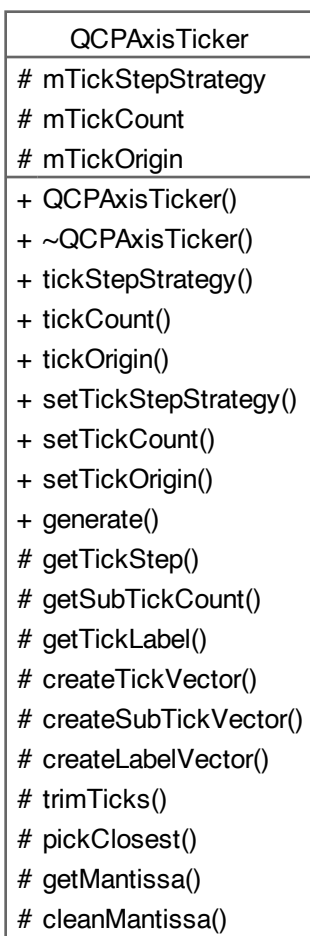 QCPAxisTicker
# mTickStepStrategy
# mTickCount
# mTickOrigin
+ QCPAxisTicker()
+ ~QCPAxisTicker()
+ tickStepStrategy()
+ tickCount()
+ tickOrigin()
+ setTickStepStrategy()
+ setTickCount()
+ setTickOrigin()
+ generate()
# getTickStep()
# getSubTickCount()
# getTickLabel()
# createTickVector()
# createSubTickVector()
# createLabelVector()
# trimTicks()
# pickClosest()
# getMantissa()
# cleanMantissa()